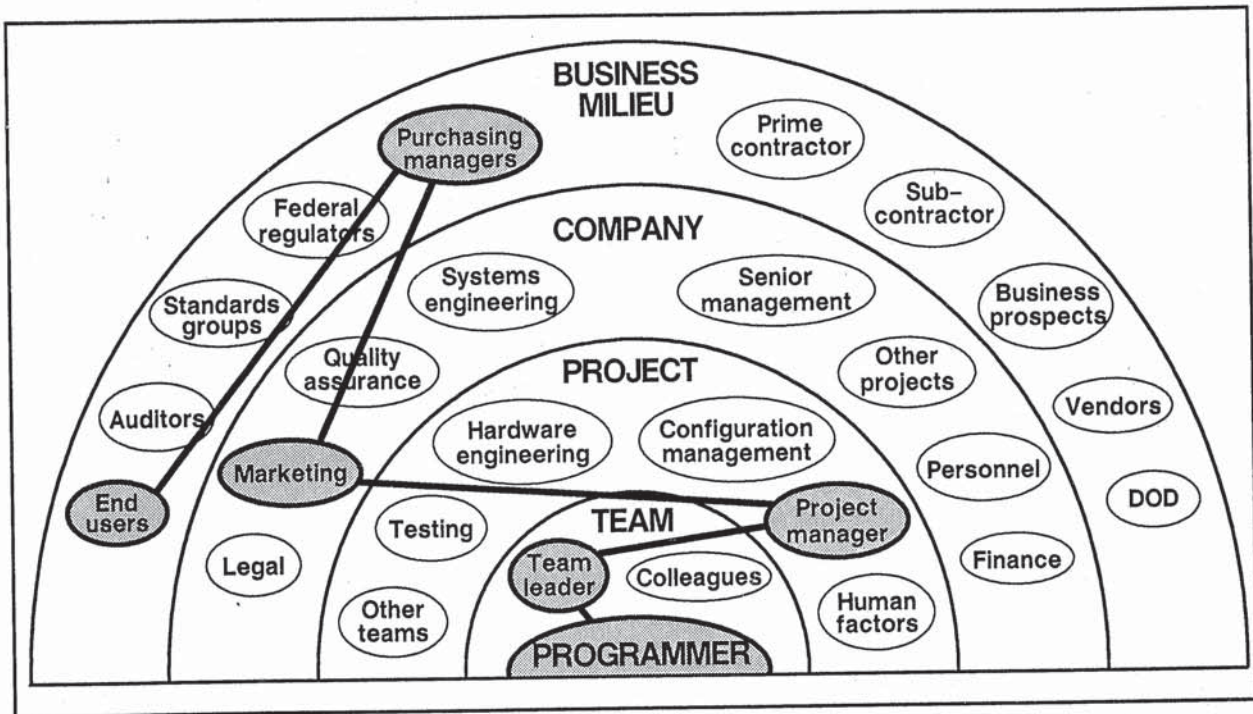 BUSINESS
MILIEU
Purchasing
managers
Prime
contractor
Federal
regulators
Sub-
contractor
COMPANY
Systems
engineering
Senior
management
Standards
groups
Business
prospects
Quality
assurance
PROJECT
Other
projects
Auditors
Vendors
Hardware
engineering
Configuration
management
Marketing
Personnel
End
users
DOD
Testing
TEAM
Project
manager
Legal
Team
leader
Colleagues
Finance
Other
teams
Human
factors
PROGRAMMER